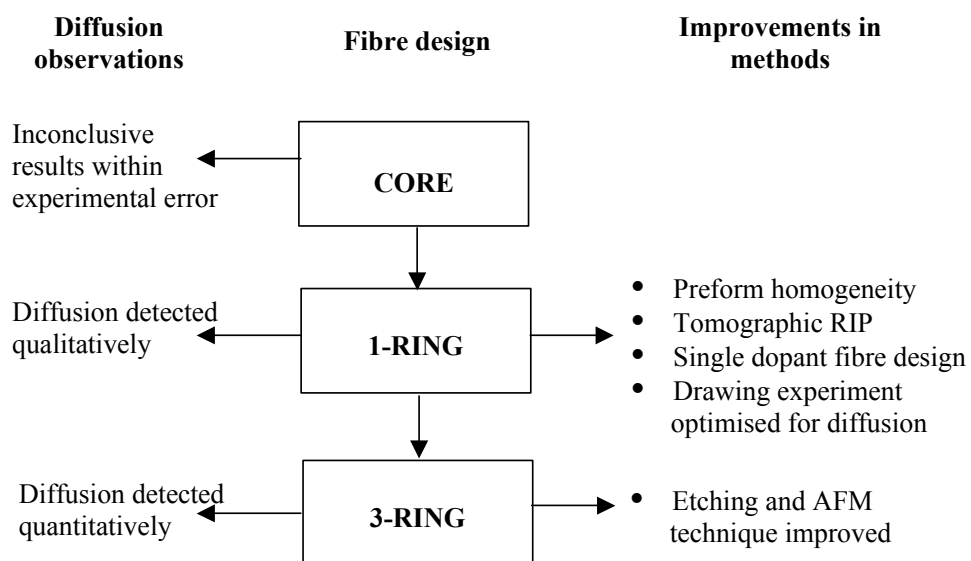 Diffusion
observations
Fibre design
Improvements in
methods
Inconclusive
results within
experimental error
CORE
Diffusion detected
qualitatively
1-RING
• Preform homogeneity
• Tomographic RIP
• Single dopant fibre design
• Drawing experiment
optimised for diffusion
Diffusion detected
quantitatively
3-RING
• Etching and AFM
technique improved